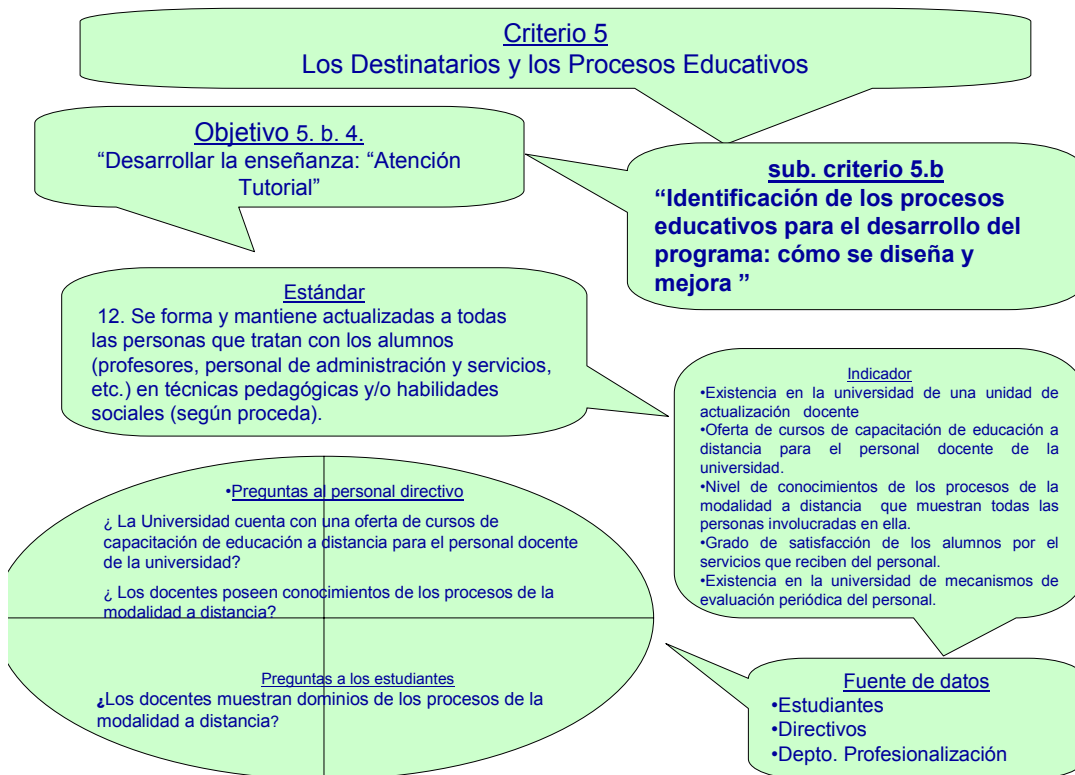 Criterio 5
Los Destinatarios y los Procesos Educativos
Objetivo 5. b. 4.
“Desarrollar la enseñanza: “Atención
Tutorial”
sub. criterio 5.b
“Identificación de los procesos
educativos para el desarrollo del
programa: cómo se diseña y
mejora ”
Estándar
12. Se forma y mantiene actualizadas a todas
las personas que tratan con los alumnos
(profesores, personal de administración y servicios,
etc.) en técnicas pedagógicas y/o habilidades
sociales (según proceda).
Indicador
•Existencia en la universidad de una unidad de
actualización docente
•Oferta de cursos de capacitación de educación a
distancia para el personal docente de la
universidad.
•Nivel de conocimientos de los procesos de la
modalidad a distancia que muestran todas las
personas involucradas en ella.
•Grado de satisfacción de los alumnos por el
servicios que reciben del personal.
•Existencia en la universidad de mecanismos de
evaluación periódica del personal.
•Preguntas al personal directivo
¿ La Universidad cuenta con una oferta de cursos de
capacitación de educación a distancia para el personal docente
de la universidad?
¿ Los docentes poseen conocimientos de los procesos de la
modalidad a distancia?
Preguntas a los estudiantes
¿Los docentes muestran dominios de los procesos de la
modalidad a distancia?
Fuente de datos
•Estudiantes
•Directivos
•Depto. Profesionalización